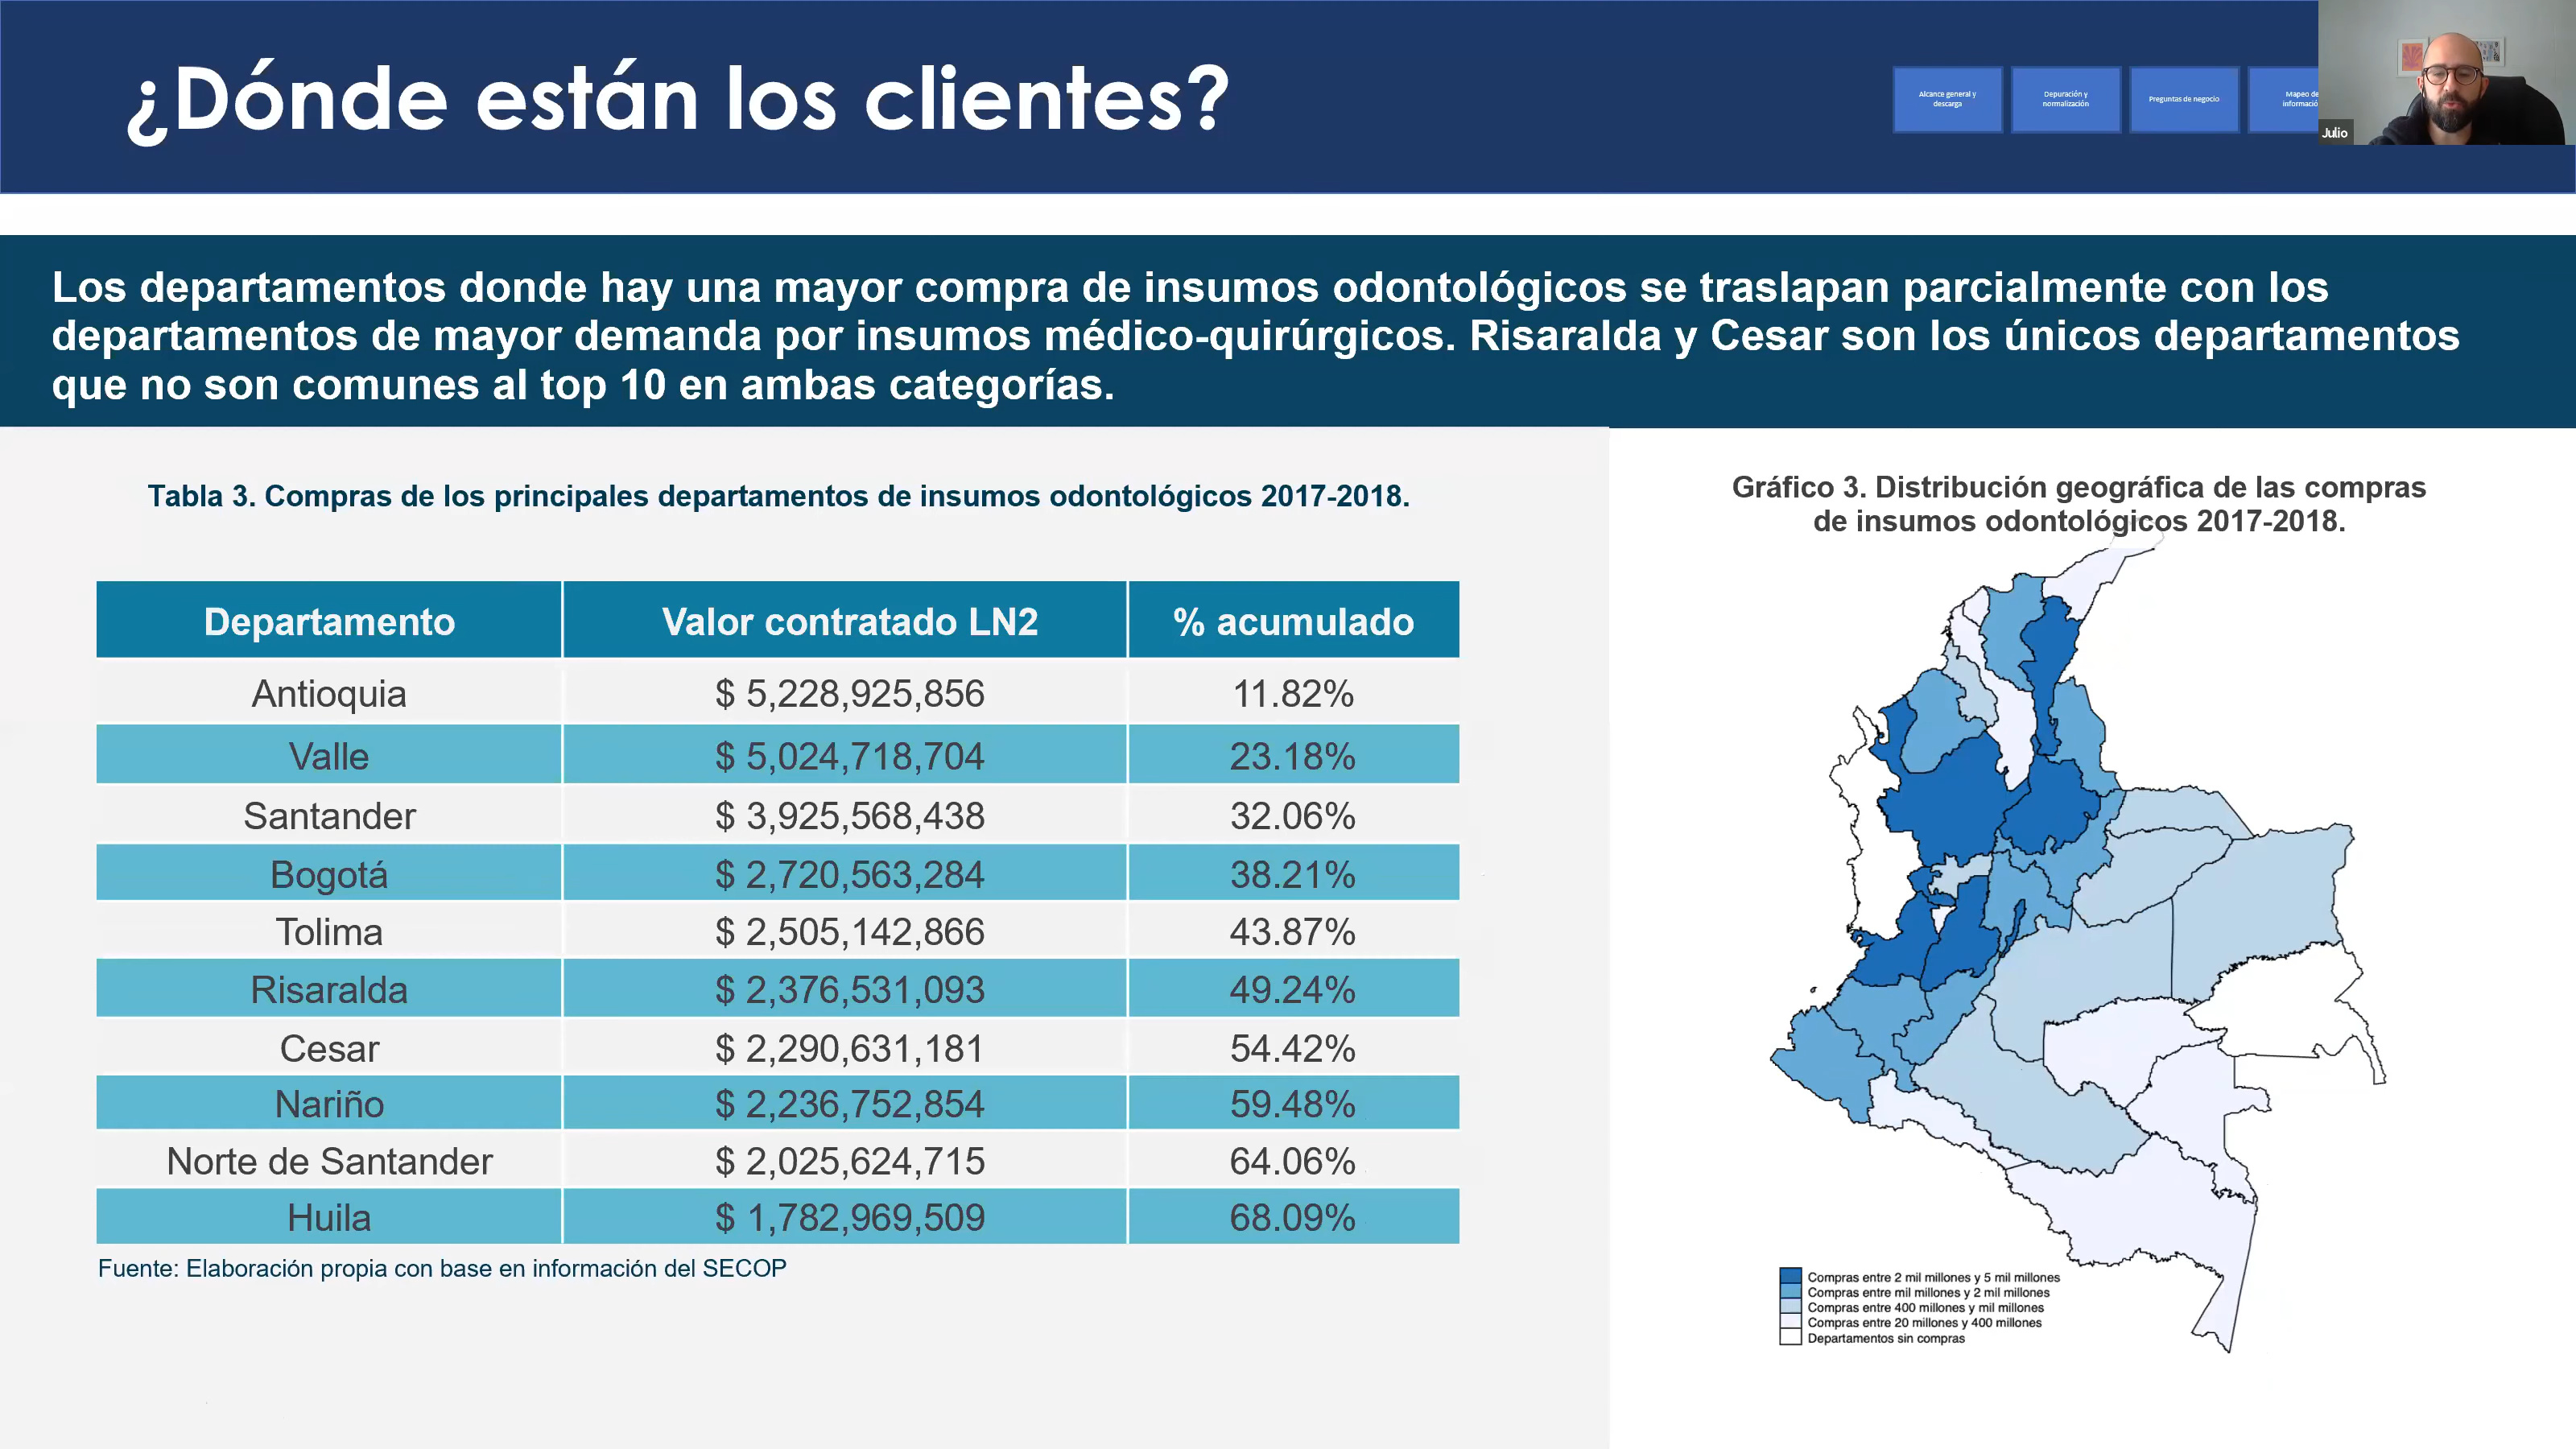 ¿Dónde están los clientes?
Alcance general y
descarga
Depuración y
normalización
Preguntas de negocio
Mapeo de
informació
Julio
Los departamentos donde hay una mayor compra de insumos odontológicos se traslapan parcialmente con los
departamentos de mayor demanda por insumos médico-quirúrgicos. Risaralda y Cesar son los únicos departamentos
que no son comunes al top 10 en ambas categorías.
Tabla 3. Compras de los principales departamentos de insumos odontológicos 2017-2018.
Departamento Valor contratado LN2 % acumulado
Antioquia $ 5,228,925,856 11.82%
Valle $ 5,024,718,704 23.18%
Santander $ 3,925,568,438 32.06%
Bogotá $ 2,720,563,284 38.21%
Tolima $ 2,505,142,866 43.87%
Risaralda $ 2,376,531,093 49.24%
Cesar $ 2,290,631,181 54.42%
Nariño $ 2,236,752,854 59.48%
Norte de Santander $ 2,025,624,715 64.06%
Huila $ 1,782,969,509 68.09%
Fuente: Elaboración propia con base en información del SECOP
Gráfico 3. Distribución geográfica de las compras
de insumos odontológicos 2017-2018.
Compras entre 2 mil millones y 5 mil millones
Compras entre mil millones y 2 mil millones
Compras entre 400 millones y mil millones
Compras entre 20 millones y 400 millones
Departamentos sin compras